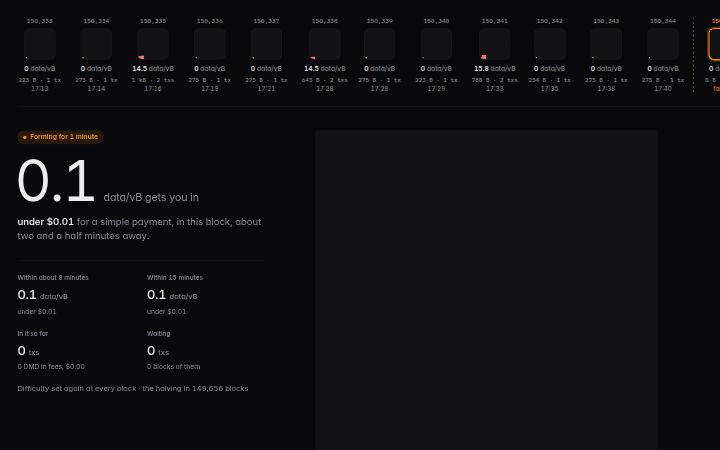 150,333 150,334 150,335 150,336 150,337 150,338 150,339 150,340 150,341 150,342 150,343 150,344
0 data/vB 0 data/vB 14.5 data/vB 0 data/vB 0 data/vB 14.5 data/vB 0 data/vB 0 data/vB 15.8 data/vB 0 data/vB 0 data/vB 0 data/vB 0
223 B · 1 tx 275 B · 1 tx 1 kB · 2 txs 275 B · 1 tx 275 B · 1 tx 645 B · 2 txs 275 B · 1 tx 223 B · 1 tx 788 B · 2 txs 254 B · 1 tx 275 B · 1 tx 275 B · 1 tx
17:13 17:14 17:16 17:19 17:21 17:28 17:28 17:29 17:33 17:35 17:38 17:40
Forming for 1 minute
0.1 data/vB gets you in
under $0.01 for a simple payment, in this block, about
two and a half minutes away.
Within about 8 minutes Within 15 minutes
0.1 data/vB 0.1 data/vB
under $0.01 under $0.01
In it so far Waiting
0 txs 0 txs
0 DMD in fees, $0.00 0 blocks of them
Difficulty set again at every block · the halving in 149,656 blocks